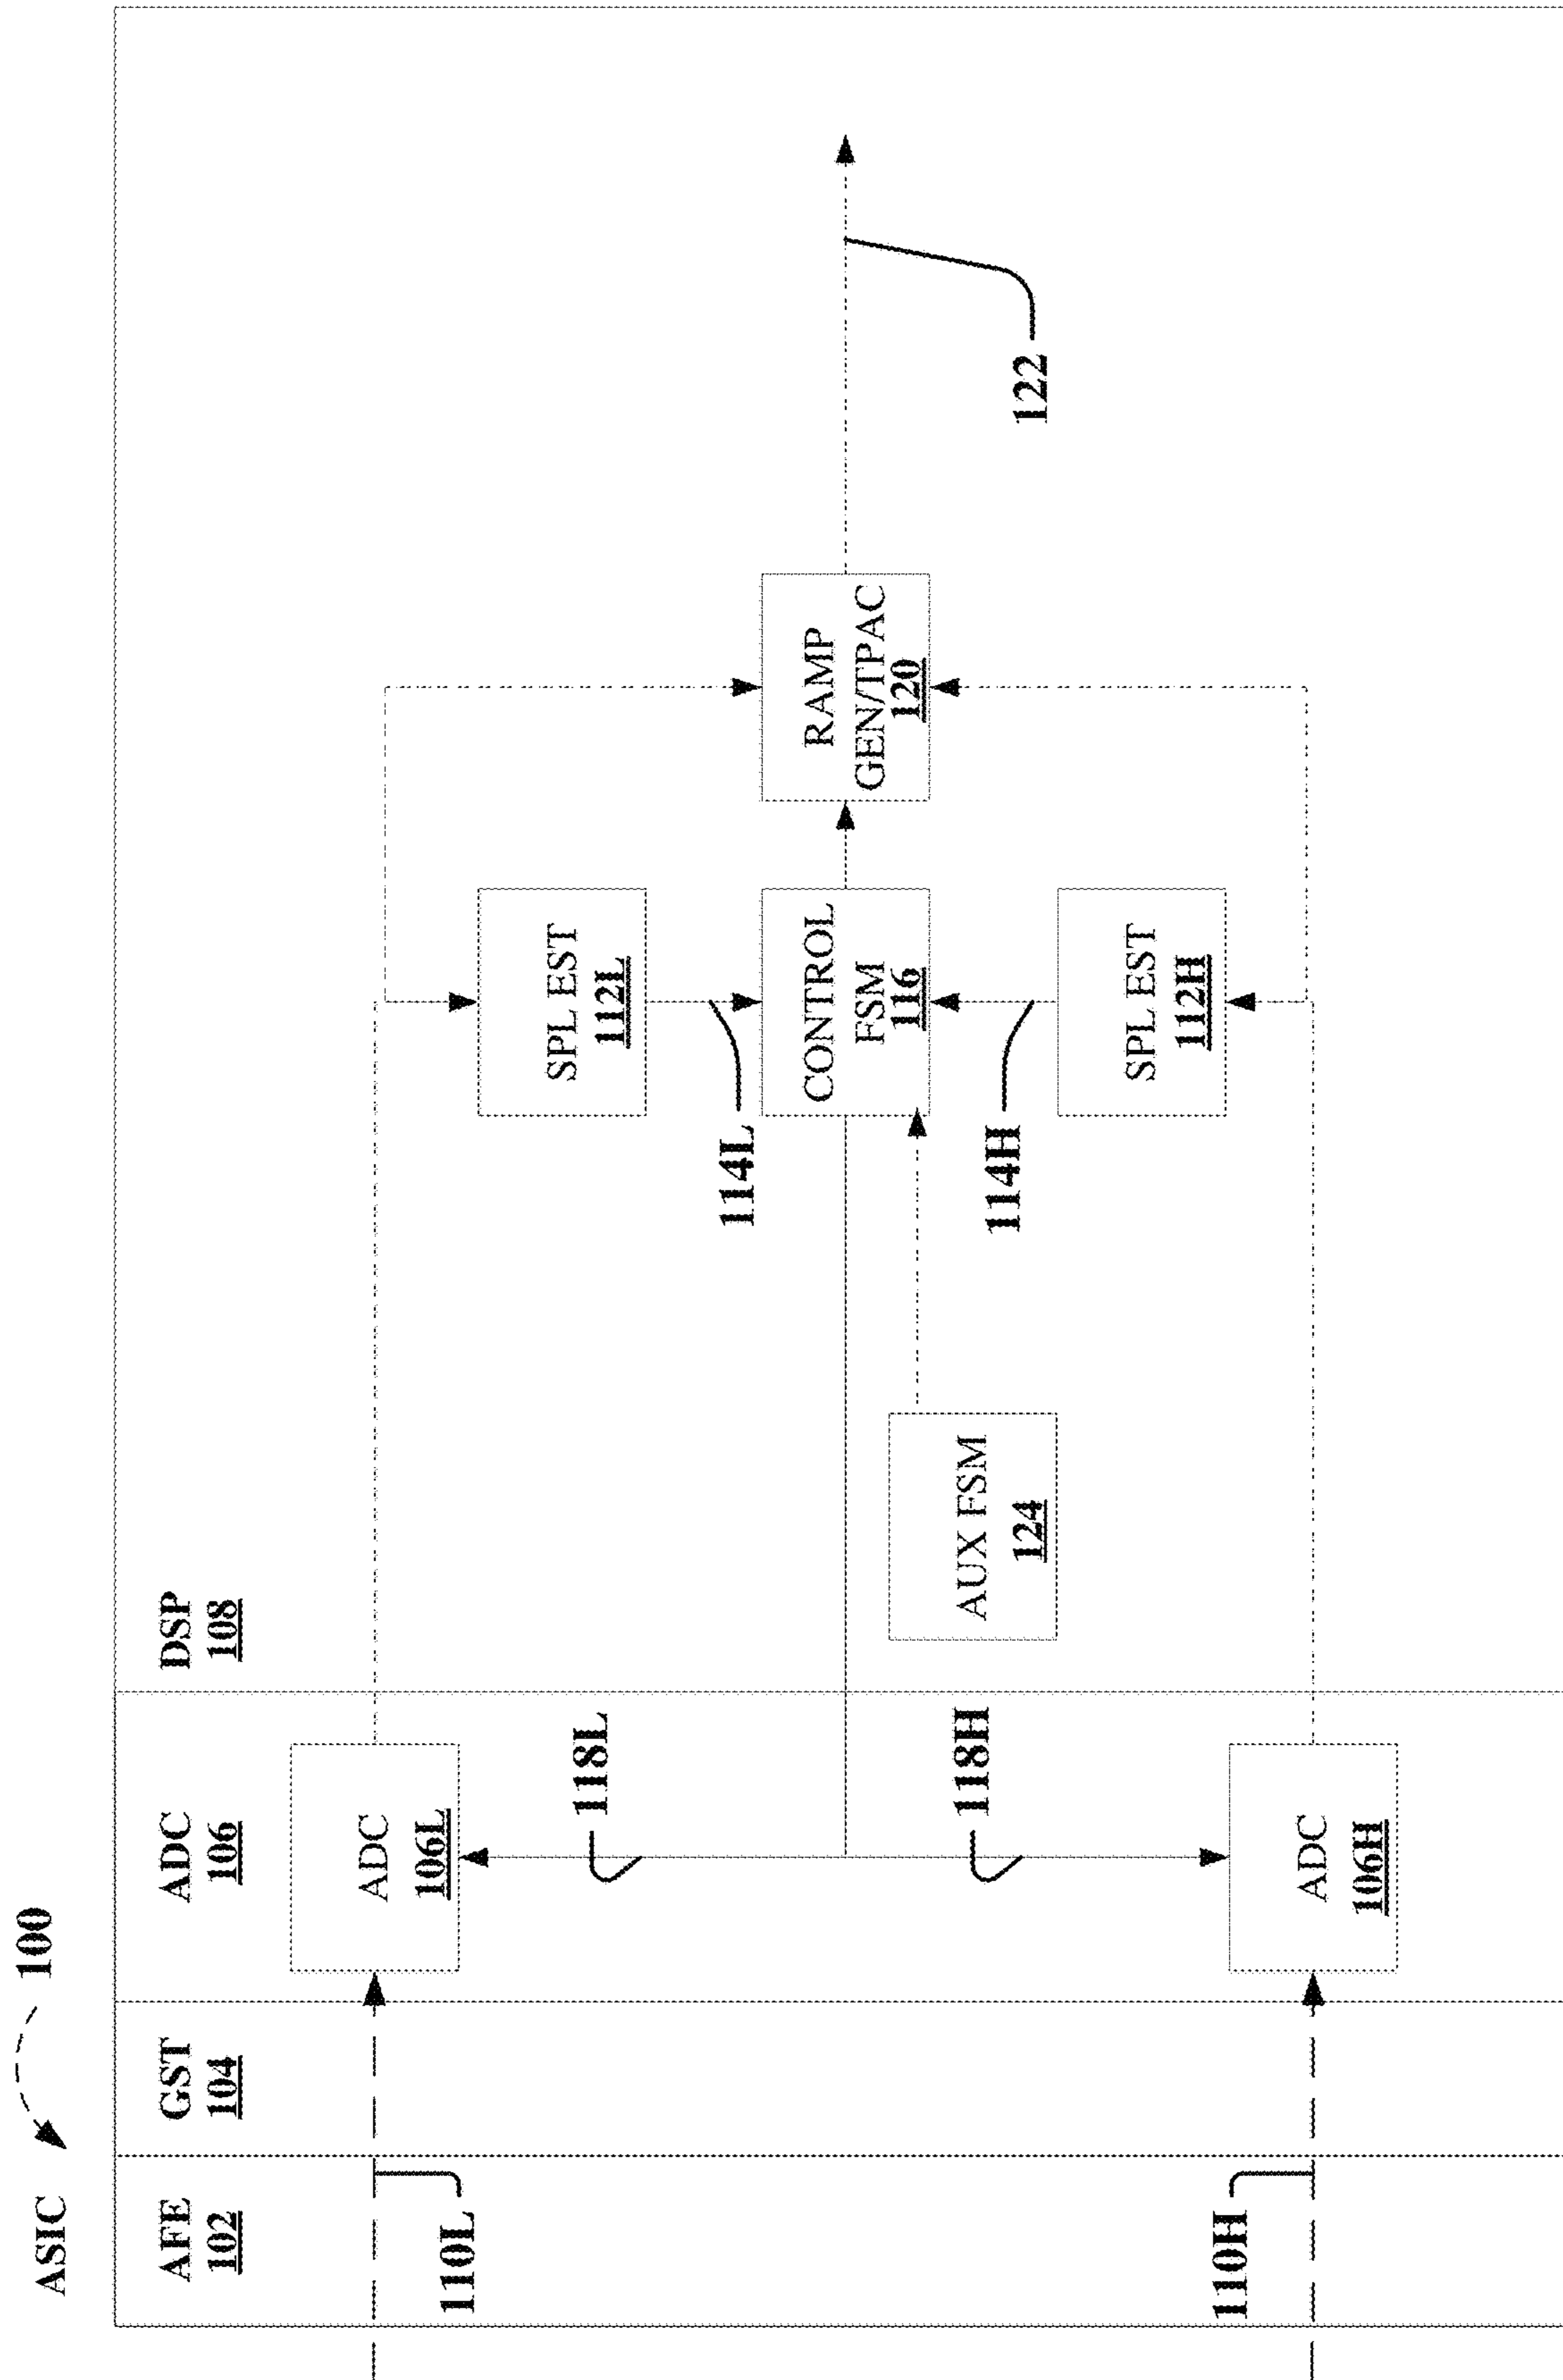 ASIC
100
AFE
102
GST
104
ADC
106
DSP
108
110L
ADC
106L
118L
SPL EST
112L
114L
CONTROL
FSM
116
RAMP
GEN/TPAC
120
122
AUX FSM
124
114H
118H
SPL EST
112H
110H
ADC
106H